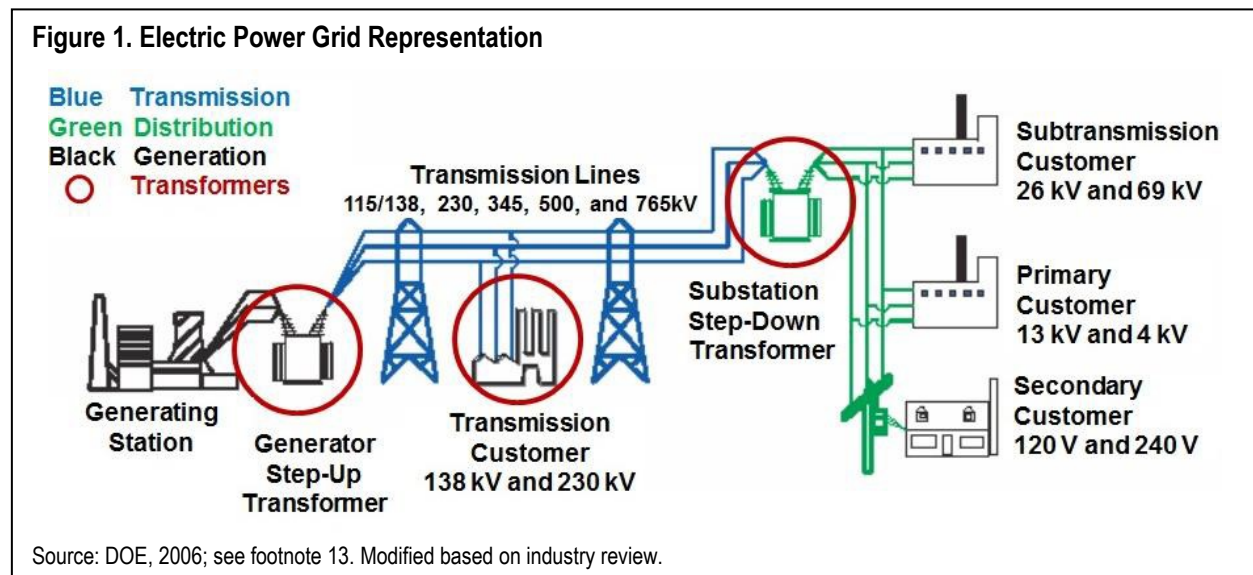 Figure 1. Electric Power Grid Representation
Blue Transmission
Green Distribution
Black Generation
Transformers
Transmission Lines
115/138, 230, 345, 500, and 765kV
Generating
Station
Generator
Step-Up
Transformer
Transmission
Customer
138 kV and 230 kV
Substation
Step-Down
Transformer
Subtransmission
Customer
26 kV and 69 kV
Primary
Customer
13 kV and 4 kV
Secondary
Customer
120 V and 240 V
Source: DOE, 2006; see footnote 13. Modified based on industry review.